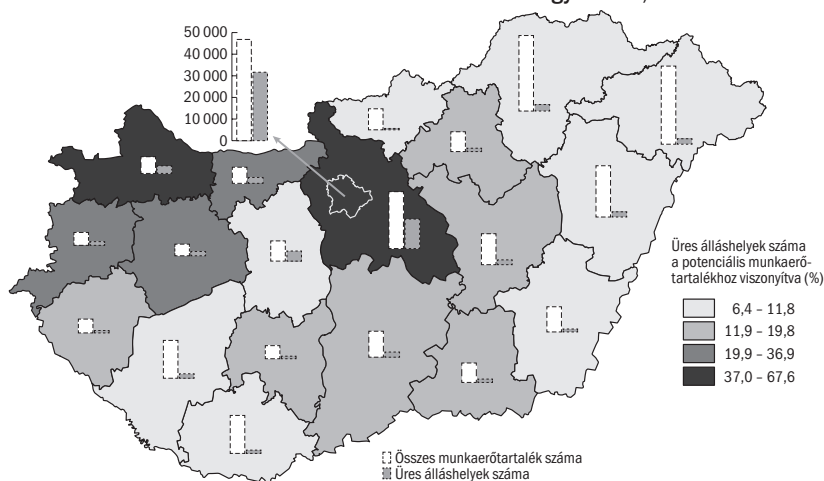 50 000
40 000
30 000
20 000
10 000
0
Üres álláshelyek száma
a potenciális munkaerő-
tartalékhoz viszonyítva (%)
6,4 – 11,8
11,9 – 19,8
19,9 – 36,9
37,0 – 67,6
Összes munkaerőtartalék száma
Üres álláshelyek száma